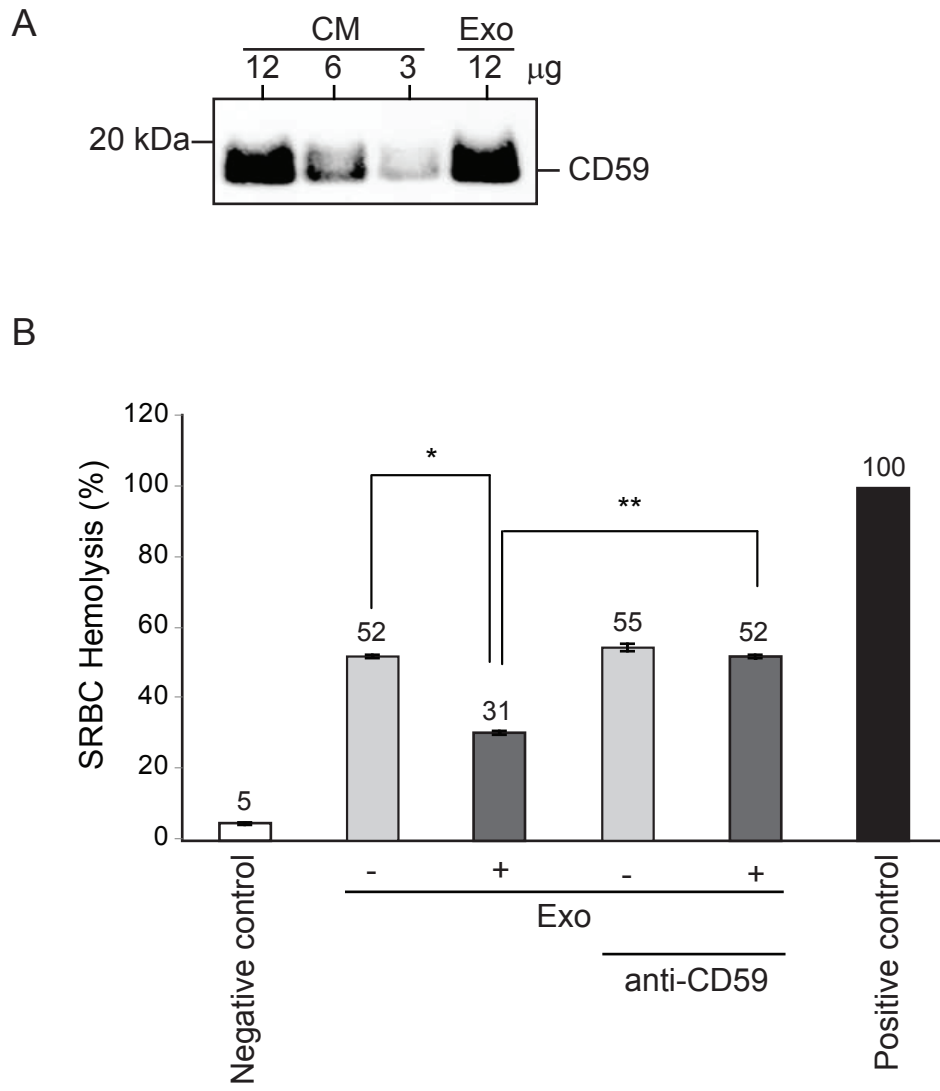 A
CM Exo
12 6 3 12 μg
20 kDa
CD59
B
120
100
80
60
40
20
0
SRBC Hemolysis (%)
*
**
5
52
31
55
52
100
- + - +
Exo
anti-CD59
Negative control
Positive control